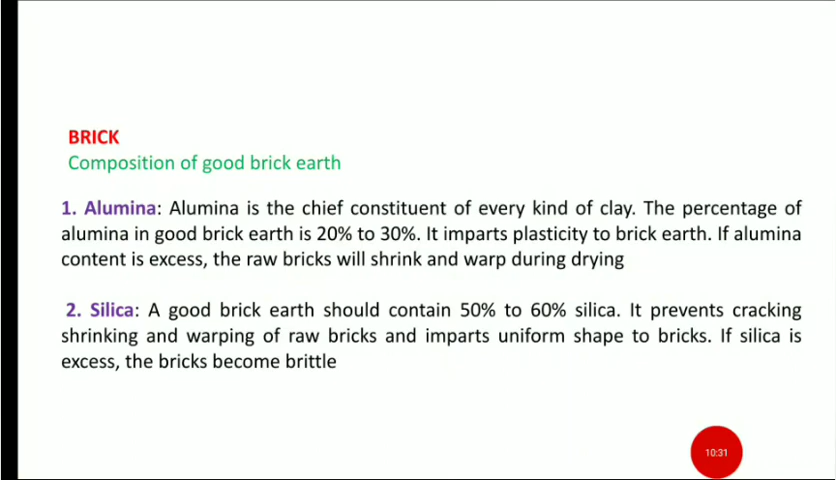 BRICK
Composition of good brick earth
1. Alumina: Alumina is the chief constituent of every kind of clay. The percentage of
alumina in good brick earth is 20% to 30%. It imparts plasticity to brick earth. If alumina
content is excess, the raw bricks will shrink and warp during drying
2. Silica: A good brick earth should contain 50% to 60% silica. It prevents cracking
shrinking and warping of raw bricks and imparts uniform shape to bricks. If silica is
excess, the bricks become brittle
10:31